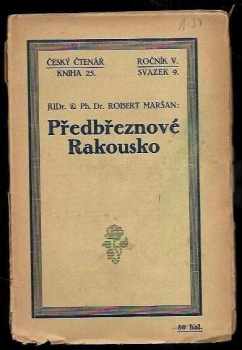 ČESKÝ ČTENÁŘ ROČNÍK V.
KNIHA 25. SVAZEK 9.
JUDr. & Ph. Dr. ROBERT MARŠAN:
Předbřeznové
Rakousko
80 hal.